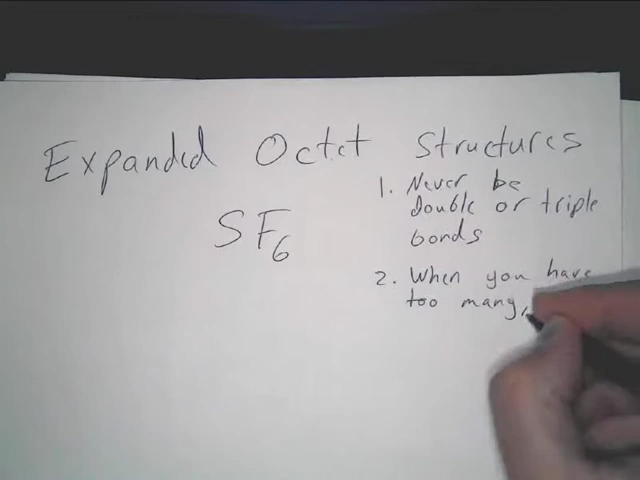 Expanded Octet Structures
1. Never be
double or triple
bonds
SF6
2. When you have
too many,